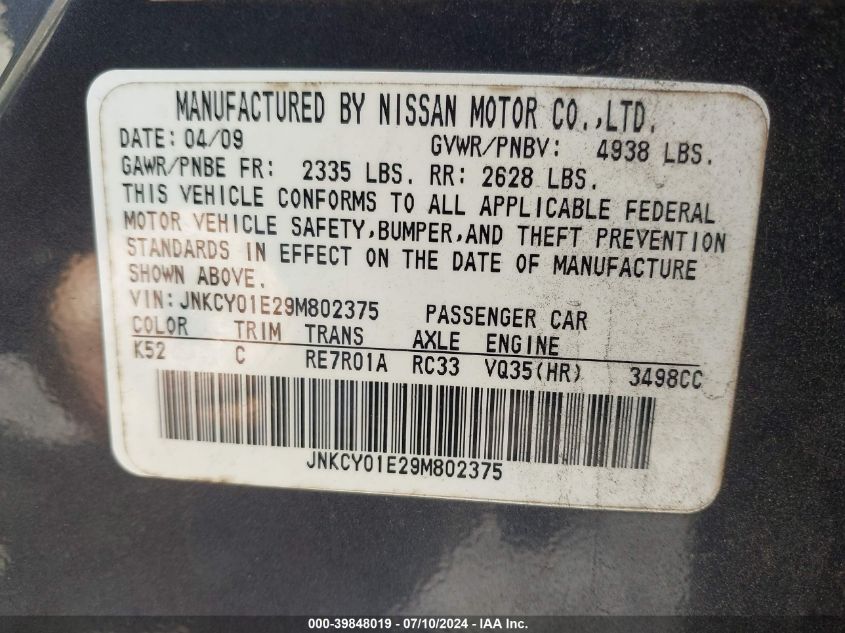 MANUFACTURED BY NISSAN MOTOR CO.,LTD.
DATE: 04/09 GVWR/PNBV: 4938 LBS.
GAWR/PNBE FR: 2335 LBS. RR: 2628 LBS.
THIS VEHICLE CONFORMS TO ALL APPLICABLE FEDERAL
MOTOR VEHICLE SAFETY,BUMPER,AND THEFT PREVENTION
STANDARDS IN EFFECT ON THE DATE OF MANUFACTURE
SHOWN ABOVE.
VIN: JNKCY01E29M802375 PASSENGER CAR
COLOR TRIM TRANS AXLE ENGINE
K52 C RE7R01A RC33 VQ35(HR) 3498CC
JNKCY01E29M802375
000-39848019 - 07/10/2024 - IAA Inc.